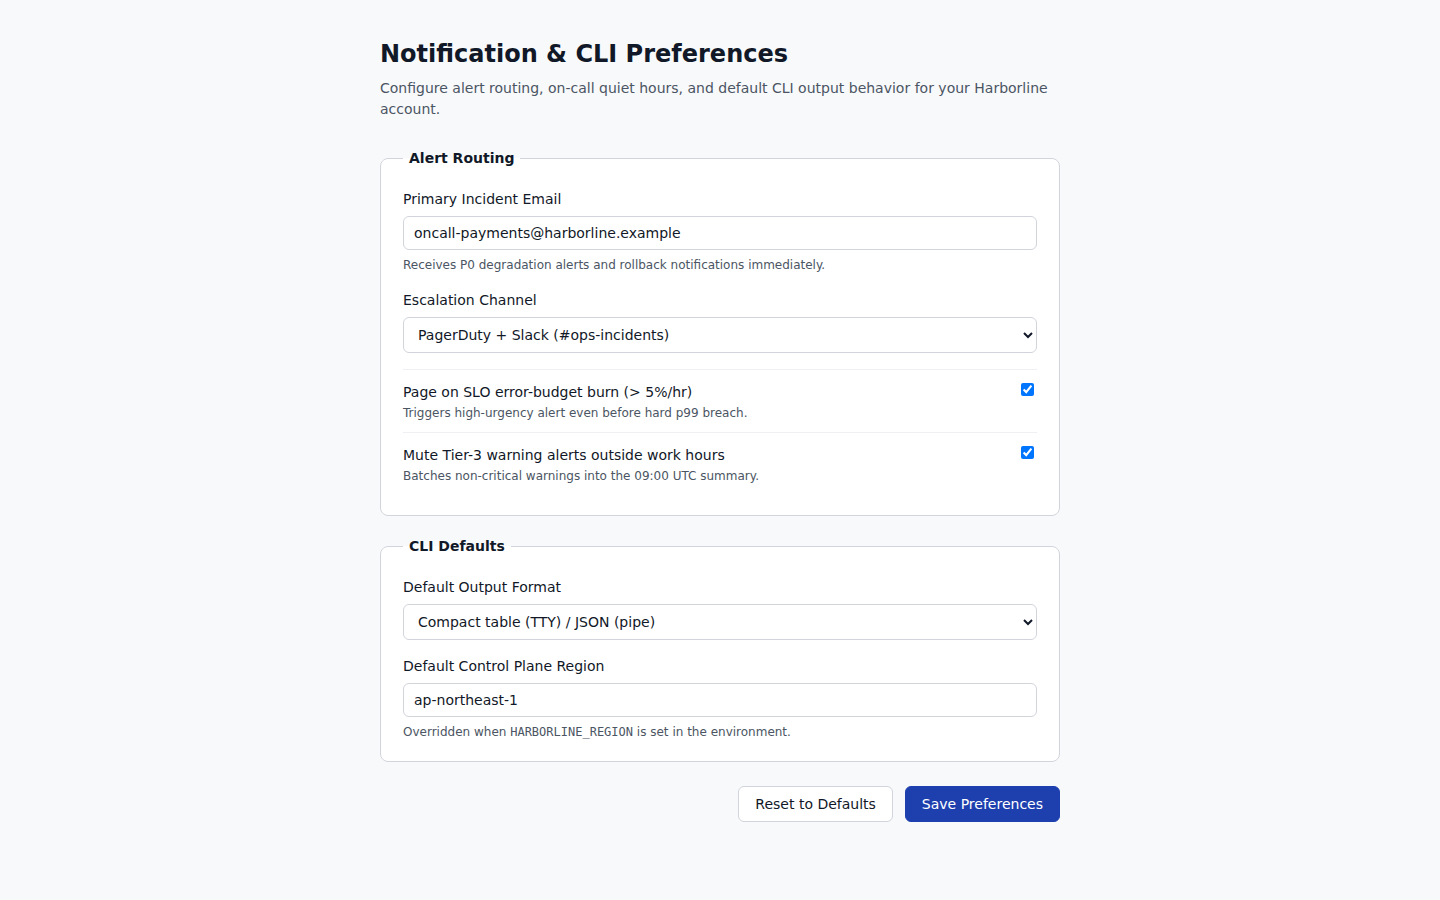 Notification & CLI Preferences
Configure alert routing, on-call quiet hours, and default CLI output behavior for your Harborline
account.
Alert Routing
Primary Incident Email
oncall-payments@harborline.example
Receives P0 degradation alerts and rollback notifications immediately.
Escalation Channel
PagerDuty + Slack (#ops-incidents)
Page on SLO error-budget burn (> 5%/hr)
Triggers high-urgency alert even before hard p99 breach.
Mute Tier-3 warning alerts outside work hours
Batches non-critical warnings into the 09:00 UTC summary.
CLI Defaults
Default Output Format
Compact table (TTY) / JSON (pipe)
Default Control Plane Region
ap-northeast-1
Overridden when HARBORLINE_REGION is set in the environment.
Reset to Defaults
Save Preferences